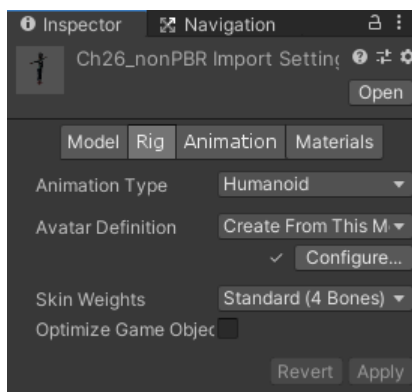 Inspector Navigation
Ch26_nonPBR Import Setting
Open
Model Rig Animation Materials
Animation Type Humanoid
Avatar Definition Create From This M
Configure...
Skin Weights Standard (4 Bones)
Optimize Game Objec
Revert Apply